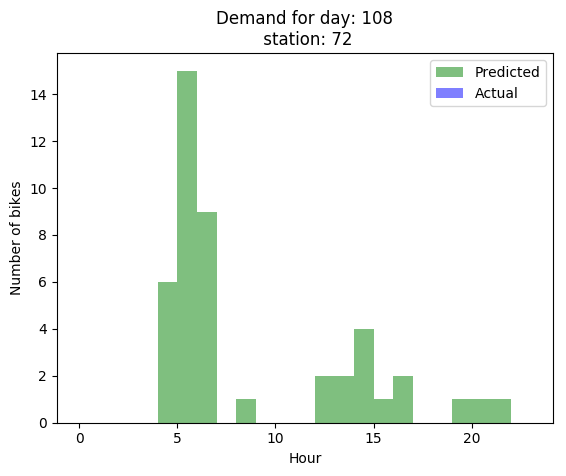 Demand for day: 108
station: 72
Predicted
Actual
Number of bikes
14
12
10
8
6
4
2
0
0 5 10 15 20
Hour